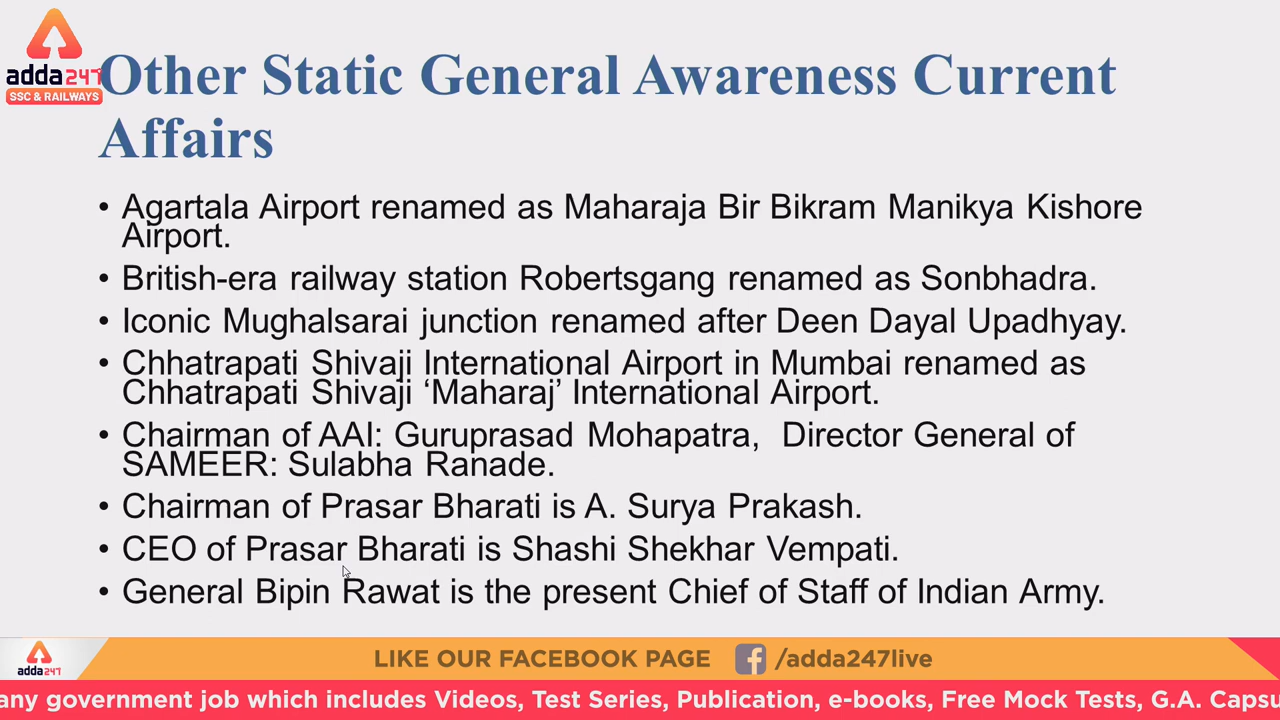 adda247
SSC & RAILWAYS
Other Static General Awareness Current
Affairs
• Agartala Airport renamed as Maharaja Bir Bikram Manikya Kishore
Airport.
• British-era railway station Robertsgang renamed as Sonbhadra.
• Iconic Mughalsarai junction renamed after Deen Dayal Upadhyay.
• Chhatrapati Shivaji International Airport in Mumbai renamed as
Chhatrapati Shivaji ‘Maharaj’ International Airport.
• Chairman of AAI: Guruprasad Mohapatra,  Director General of
SAMEER: Sulabha Ranade.
• Chairman of Prasar Bharati is A. Surya Prakash.
• CEO of Prasar Bharati is Shashi Shekhar Vempati.
• General Bipin Rawat is the present Chief of Staff of Indian Army.
adda247
LIKE OUR FACEBOOK PAGE /adda247live
any government job which includes Videos, Test Series, Publication, e-books, Free Mock Tests, G.A. Capsu